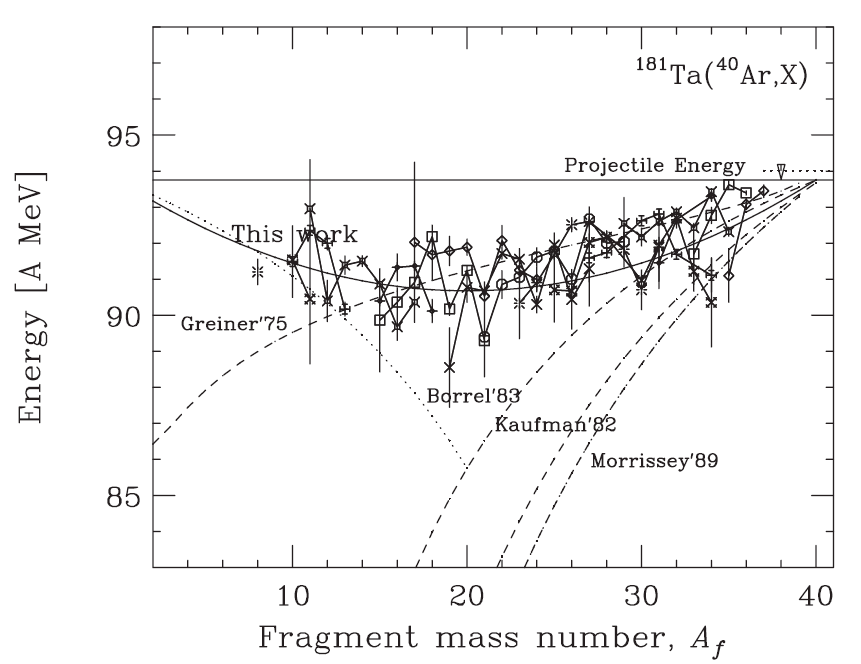 ¹⁸¹Ta(⁴⁰Ar,X)
95
Projectile Energy
This work
90
Greiner'75
Borrel'83
Kaufman'82
Morrissey'89
85
10 20 30 40
Energy [A MeV]
Fragment mass number, A_f